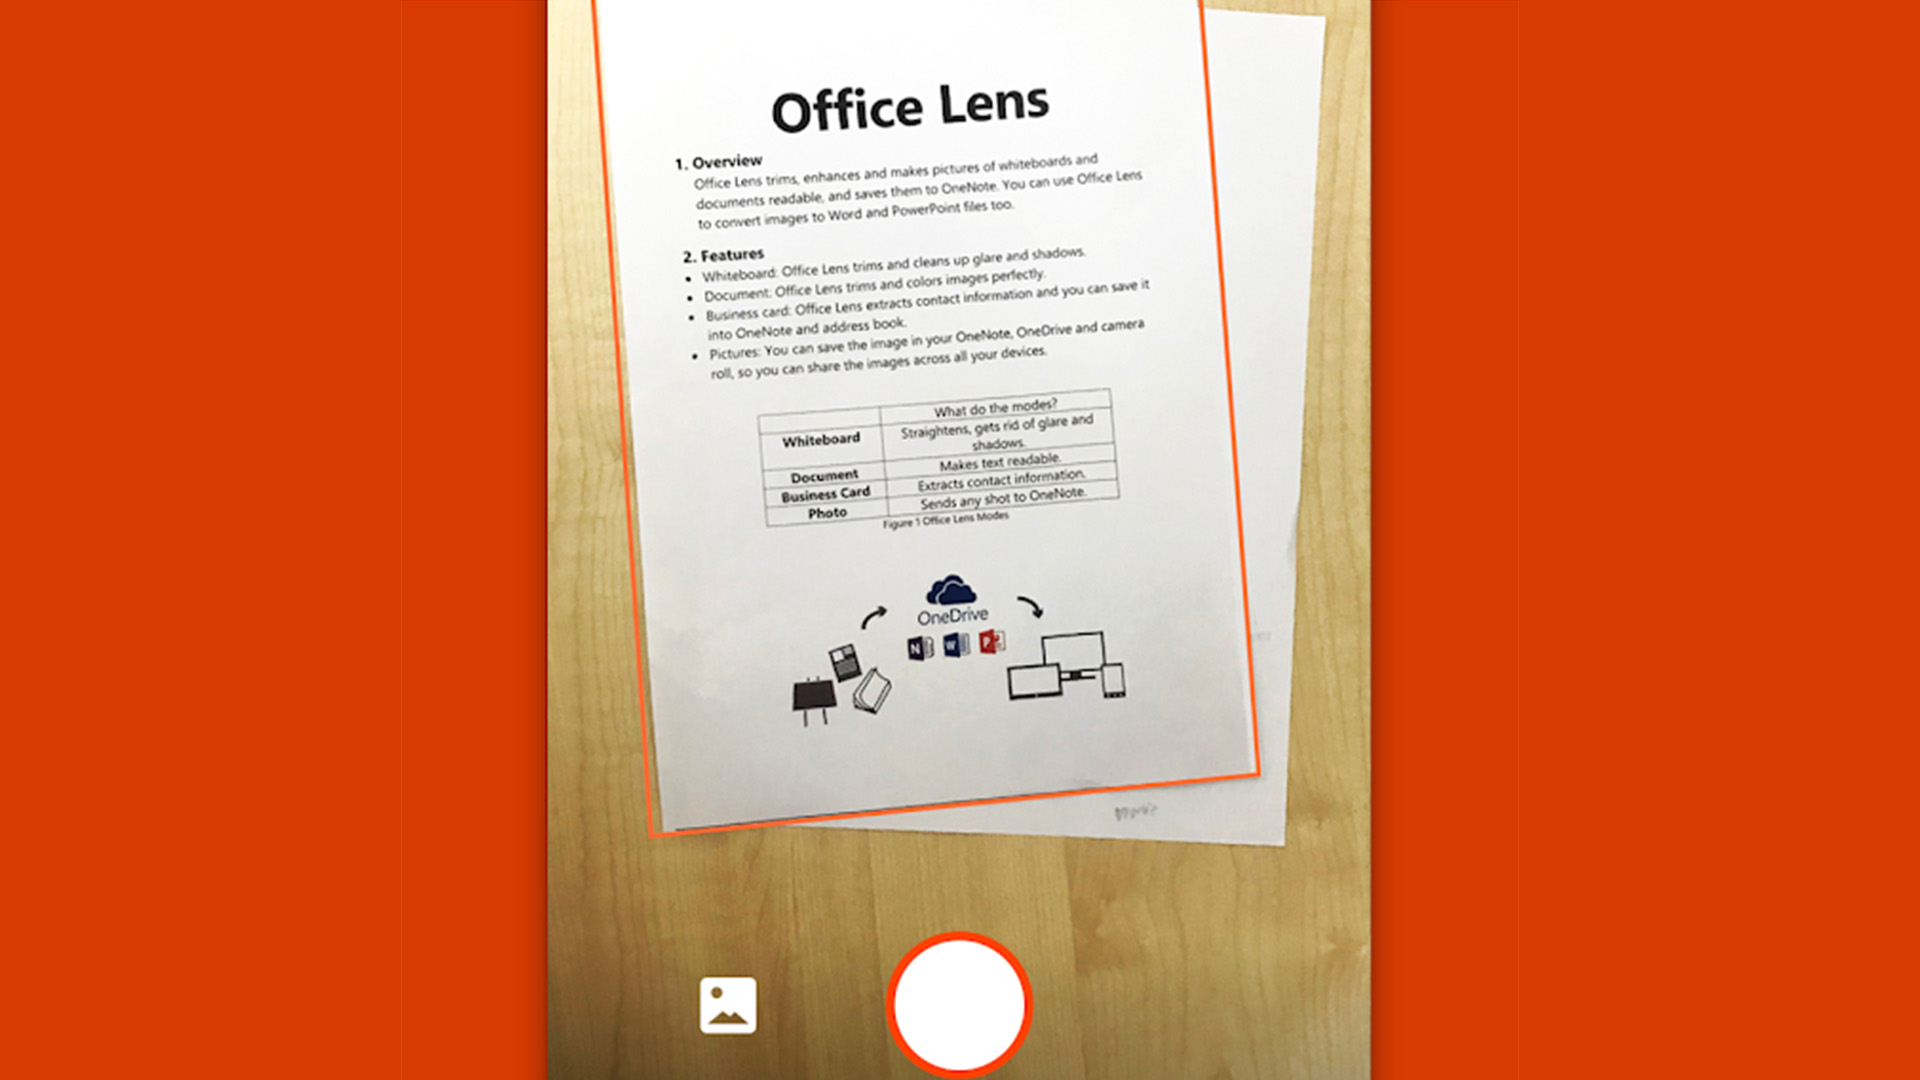 Office Lens
1. Overview
Office Lens trims, enhances and makes pictures of whiteboards and
documents readable, and saves them to OneNote. You can use Office Lens
to convert images to Word and PowerPoint files too.
2. Features
• Whiteboard: Office Lens trims and cleans up glare and shadows.
• Document: Office Lens trims and colors images perfectly.
• Business card: Office Lens extracts contact information and you can save it
into OneNote and address book.
• Pictures: You can save the image in your OneNote, OneDrive and camera
roll, so you can share the images across all your devices.
What do the modes?
Whiteboard Straightens, gets rid of glare and
shadows.
Document Makes text readable.
Business Card Extracts contact information.
Photo Sends any shot to OneNote.
Figure 1 Office Lens Modes
OneDrive
N W P